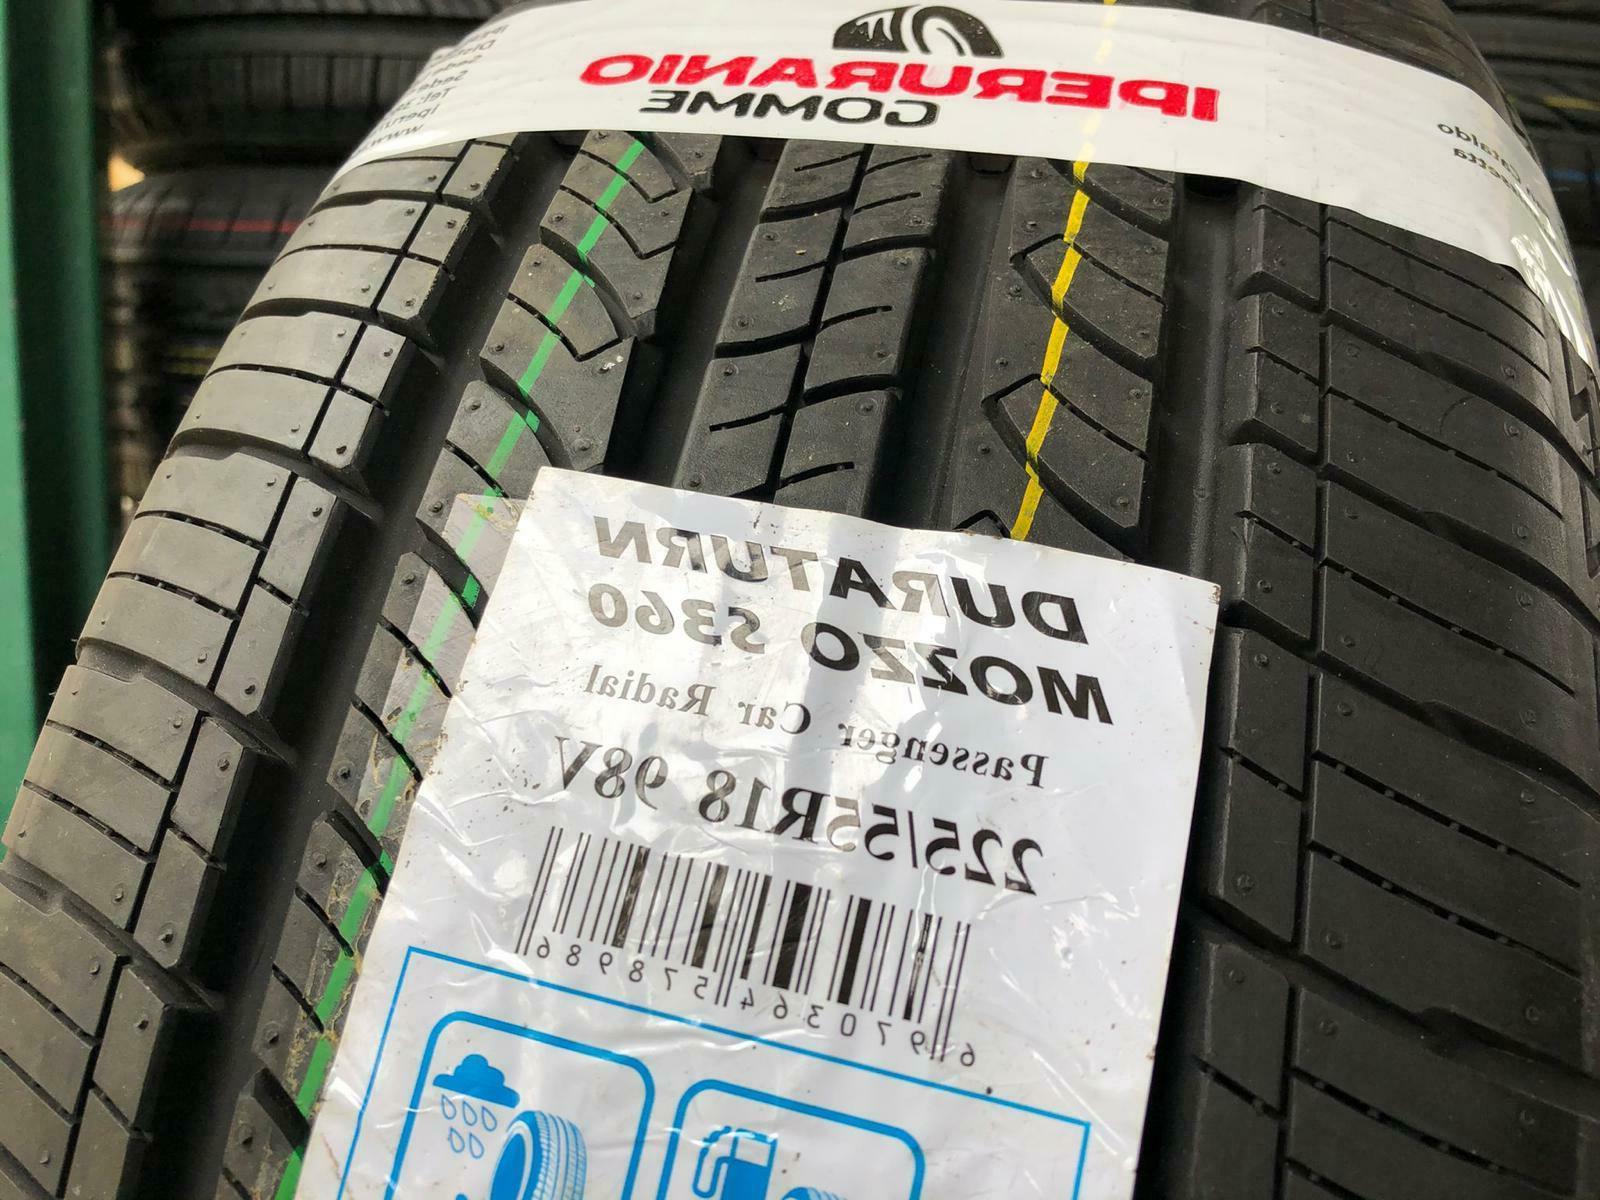 IPERURANIO
GOMME
DURATURN
MOZZO S360
Passenger Car Radial
225/55R18 98V
6970364578986